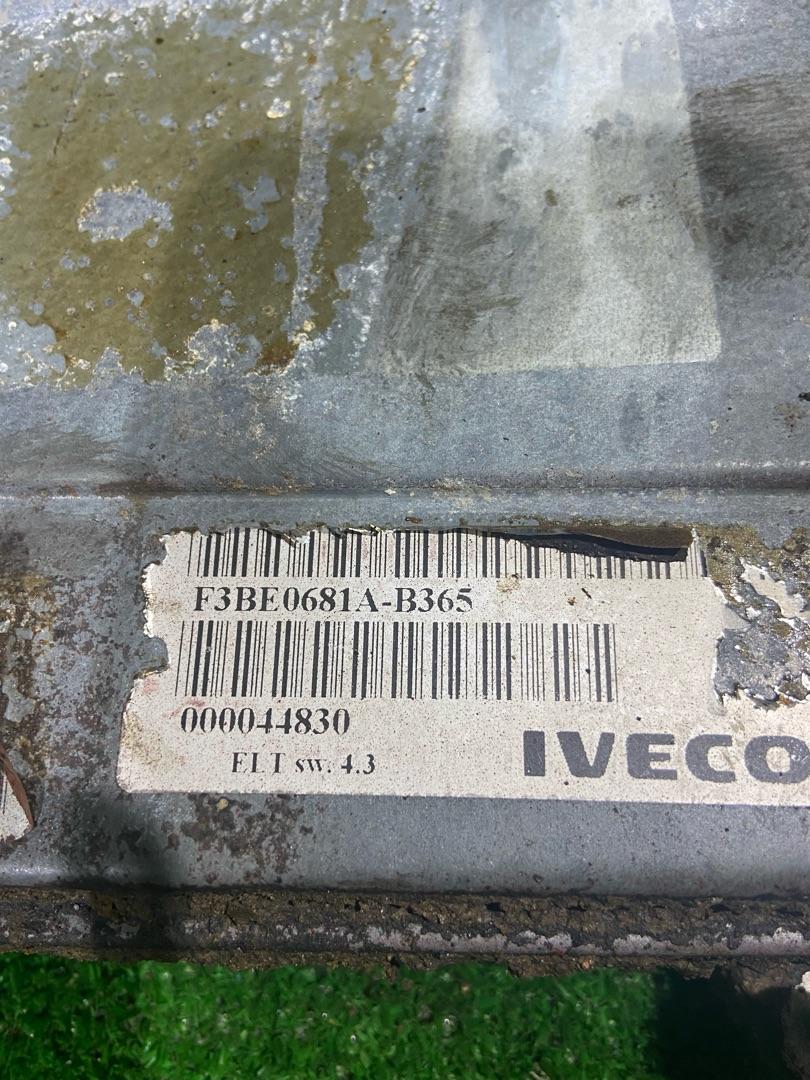 F3BE0681A-B365
000044830
ELT sw. 4.3
IVECO